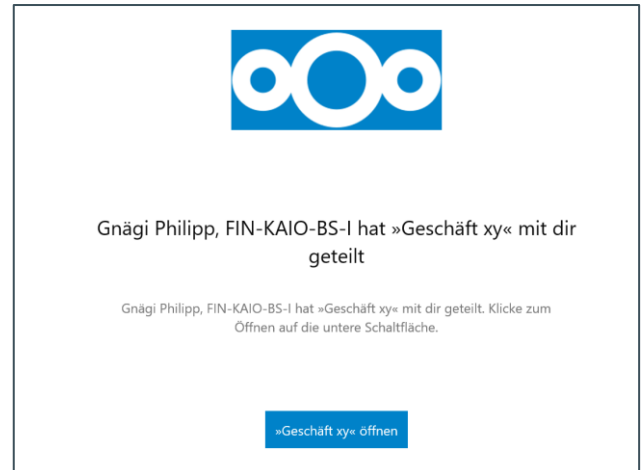 Gnägi Philipp, FIN-KAIO-BS-I hat »Geschäft xy« mit dir
geteilt
Gnägi Philipp, FIN-KAIO-BS-I hat »Geschäft xy« mit dir geteilt. Klicke zum
Öffnen auf die untere Schaltfläche.
»Geschäft xy« öffnen